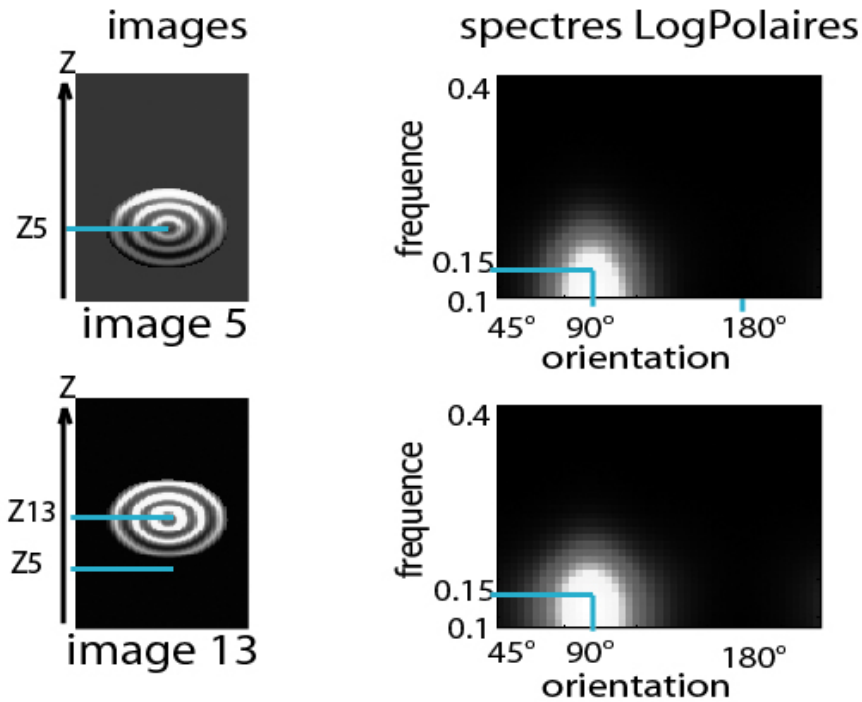 images
spectres LogPolaires
Z
Z5
image 5
frequence
0.4
0.15
0.1
45° 90° 180°
orientation
Z
Z13
Z5
image 13
frequence
0.4
0.15
0.1
45° 90° 180°
orientation